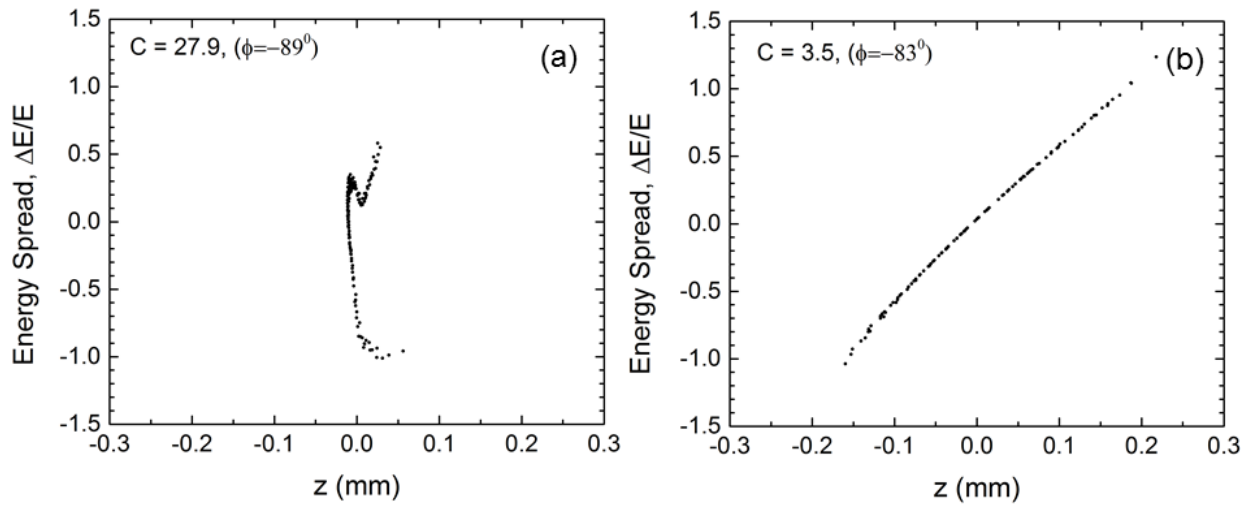 C = 27.9, (ϕ=−89⁰)
(a)
1.5
1.0
0.5
0.0
-0.5
-1.0
-1.5
Energy Spread, ΔE/E
-0.3 -0.2 -0.1 0.0 0.1 0.2 0.3
z (mm)
C = 3.5, (ϕ=−83⁰)
(b)
1.5
1.0
0.5
0.0
-0.5
-1.0
-1.5
Energy Spread, ΔE/E
-0.3 -0.2 -0.1 0.0 0.1 0.2 0.3
z (mm)